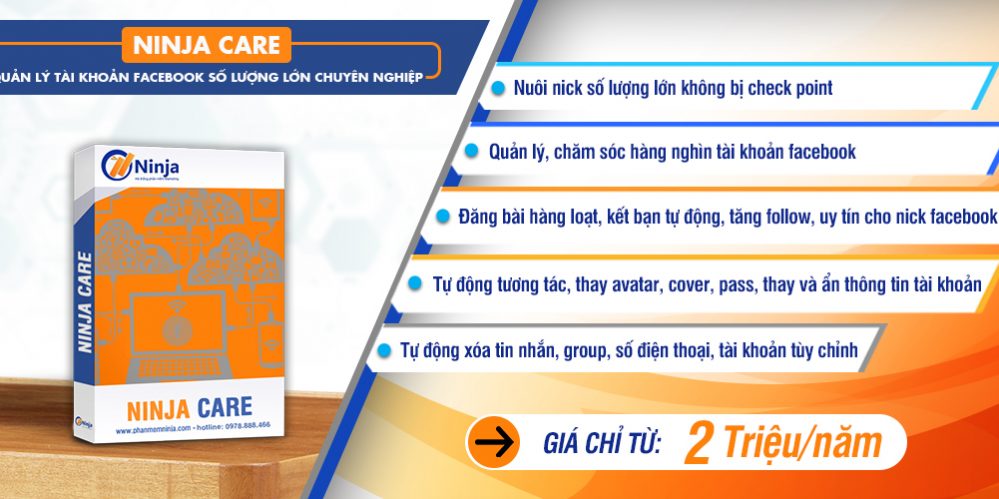 NINJA CARE
QUẢN LÝ TÀI KHOẢN FACEBOOK SỐ LƯỢNG LỚN CHUYÊN NGHIỆP
Ninja
NINJA CARE
NINJA CARE
www.phanmemninja.com • hotline: 0978.888.466
Ninja
Nuôi nick số lượng lớn không bị check point
Quản lý, chăm sóc hàng nghìn tài khoản facebook
Đăng bài hàng loạt, kết bạn tự động, tăng follow, uy tín cho nick facebook
Tự động tương tác, thay avatar, cover, pass, thay và ẩn thông tin tài khoản
Tự động xóa tin nhắn, group, số điện thoại, tài khoản tùy chỉnh
GIÁ CHỈ TỪ: 2 Triệu/năm